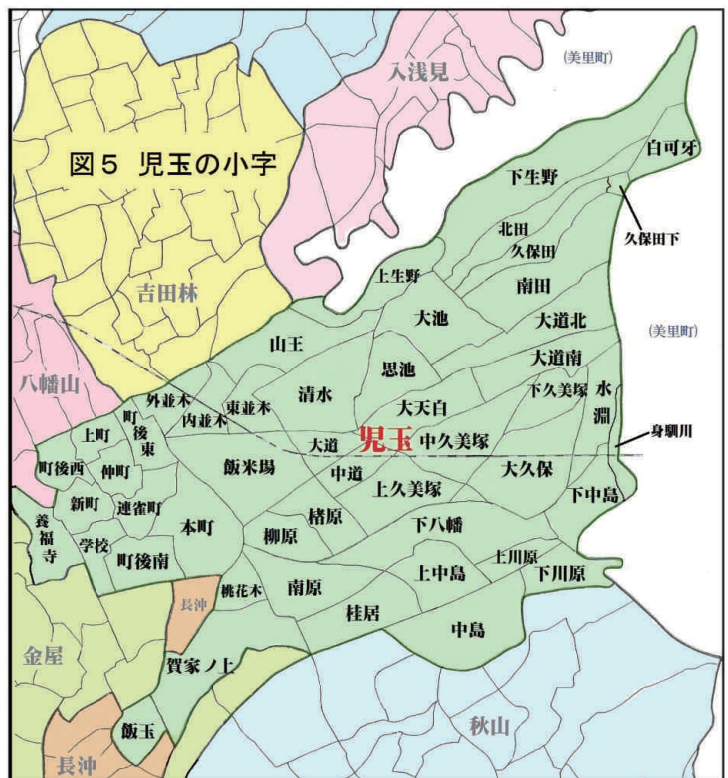 入浅見
(美里町)
白可牙
図5 児玉の小字
下生野
久保田下
北田
久保田
上生野
南田
吉田林
大池
大道北
(美里町)
山王
思池
大道南
八幡山
清水
下久美塚
水淵
外並木
内並木
東並木
大天白
町後東
上町
大道
児玉
中久美塚
身馴川
町後西
仲町
飯米場
中道
大久保
上久美塚
下中島
新町
連雀町
楮原
本町
養福寺
学校
柳原
下八幡
町後南
上川原
上中島
下川原
長沖
桃花木
南原
桂居
中島
金屋
賀家ノ上
飯玉
秋山
長沖